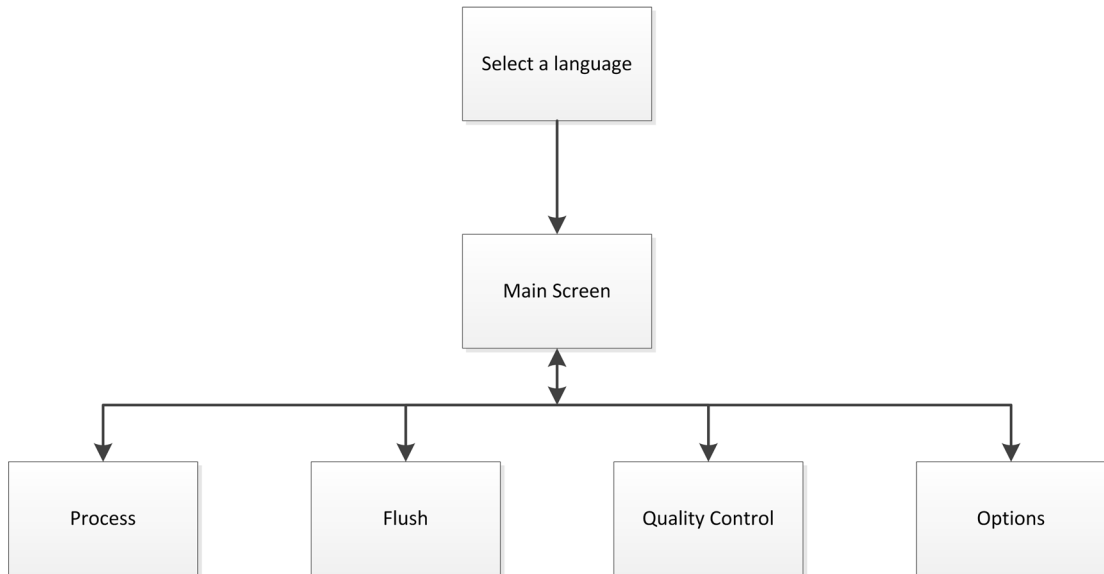 Select a language
Main Screen
Process
Flush
Quality Control
Options